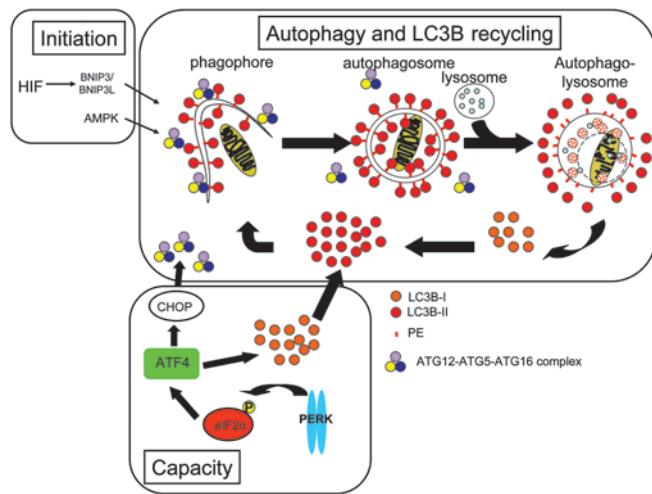 Initiation
HIF
BNIP3/
BNIP3L
AMPK
Autophagy and LC3B recycling
phagophore
autophagosome
lysosome
Autophago-
lysosome
CHOP
ATF4
eIF2α
P
PERK
Capacity
LC3B-I
LC3B-II
PE
ATG12-ATG5-ATG16 complex